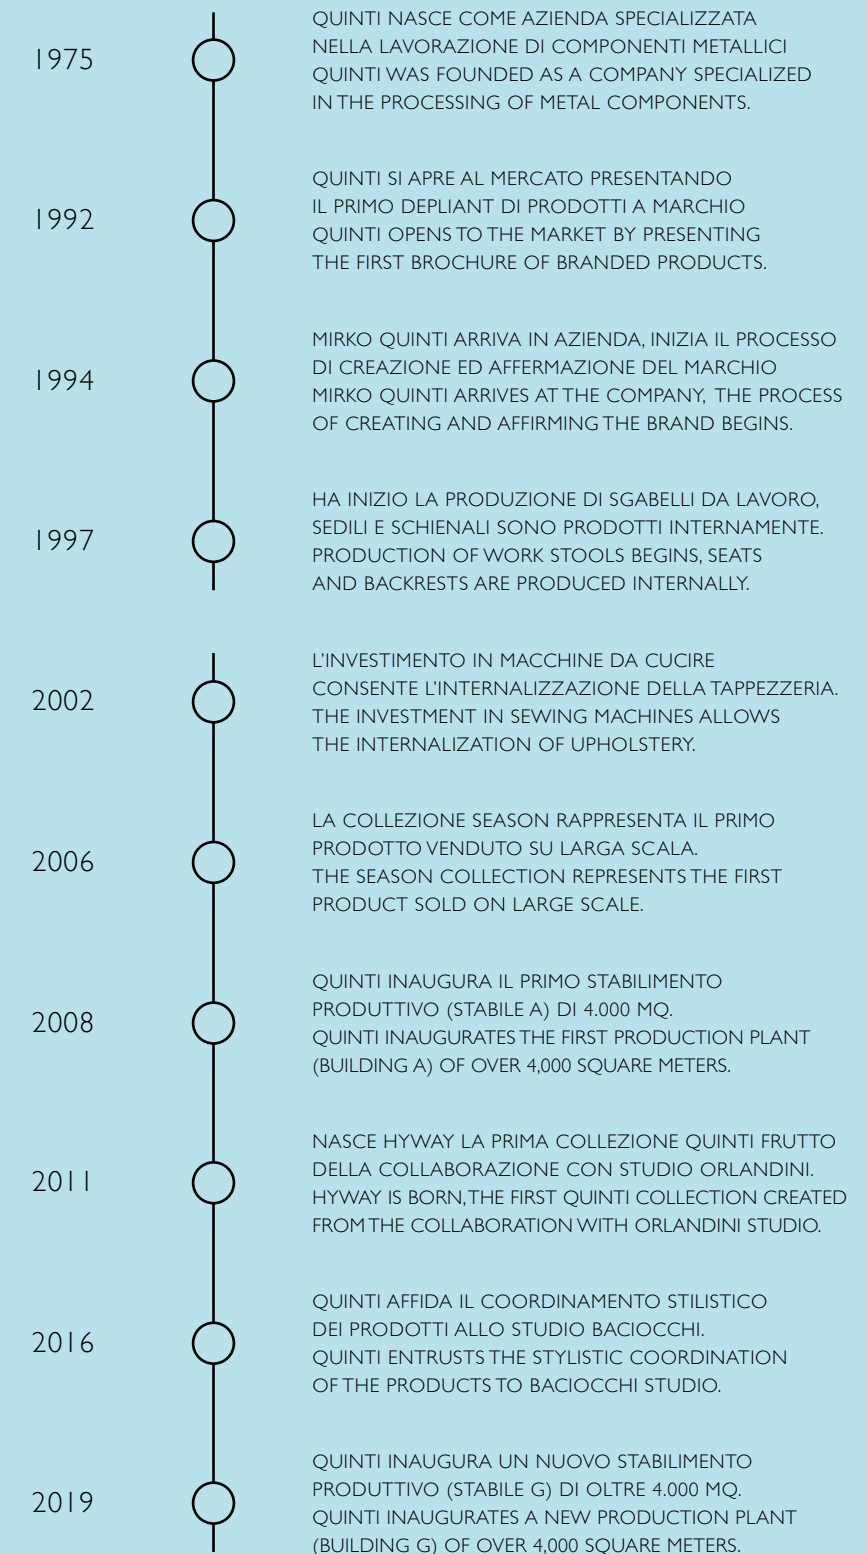 1975
QUINTI NASCE COME AZIENDA SPECIALIZZATA
NELLA LAVORAZIONE DI COMPONENTI METALLICI
QUINTI WAS FOUNDED AS A COMPANY SPECIALIZED
IN THE PROCESSING OF METAL COMPONENTS.
1992
QUINTI SI APRE AL MERCATO PRESENTANDO
IL PRIMO DEPLIANT DI PRODOTTI A MARCHIO
QUINTI OPENS TO THE MARKET BY PRESENTING
THE FIRST BROCHURE OF BRANDED PRODUCTS.
1994
MIRKO QUINTI ARRIVA IN AZIENDA, INIZIA IL PROCESSO
DI CREAZIONE ED AFFERMAZIONE DEL MARCHIO
MIRKO QUINTI ARRIVES AT THE COMPANY, THE PROCESS
OF CREATING AND AFFIRMING THE BRAND BEGINS.
1997
HA INIZIO LA PRODUZIONE DI SGABELLI DA LAVORO,
SEDILI E SCHIENALI SONO PRODOTTI INTERNAMENTE.
PRODUCTION OF WORK STOOLS BEGINS, SEATS
AND BACKRESTS ARE PRODUCED INTERNALLY.
2002
L'INVESTIMENTO IN MACCHINE DA CUCIRE
CONSENTE L'INTERNALIZZAZIONE DELLA TAPPEZZERIA.
THE INVESTMENT IN SEWING MACHINES ALLOWS
THE INTERNALIZATION OF UPHOLSTERY.
2006
LA COLLEZIONE SEASON RAPPRESENTA IL PRIMO
PRODOTTO VENDUTO SU LARGA SCALA.
THE SEASON COLLECTION REPRESENTS THE FIRST
PRODUCT SOLD ON LARGE SCALE.
2008
QUINTI INAUGURA IL PRIMO STABILIMENTO
PRODUTTIVO (STABILE A) DI 4.000 MQ.
QUINTI INAUGURATES THE FIRST PRODUCTION PLANT
(BUILDING A) OF OVER 4,000 SQUARE METERS.
2011
NASCE HYWAY LA PRIMA COLLEZIONE QUINTI FRUTTO
DELLA COLLABORAZIONE CON STUDIO ORLANDINI.
HYWAY IS BORN, THE FIRST QUINTI COLLECTION CREATED
FROM THE COLLABORATION WITH ORLANDINI STUDIO.
2016
QUINTI AFFIDA IL COORDINAMENTO STILISTICO
DEI PRODOTTI ALLO STUDIO BACIOCCHI.
QUINTI ENTRUSTS THE STYLISTIC COORDINATION
OF THE PRODUCTS TO BACIOCCHI STUDIO.
2019
QUINTI INAUGURA UN NUOVO STABILIMENTO
PRODUTTIVO (STABILE G) DI OLTRE 4.000 MQ.
QUINTI INAUGURATES A NEW PRODUCTION PLANT
(BUILDING G) OF OVER 4,000 SQUARE METERS.